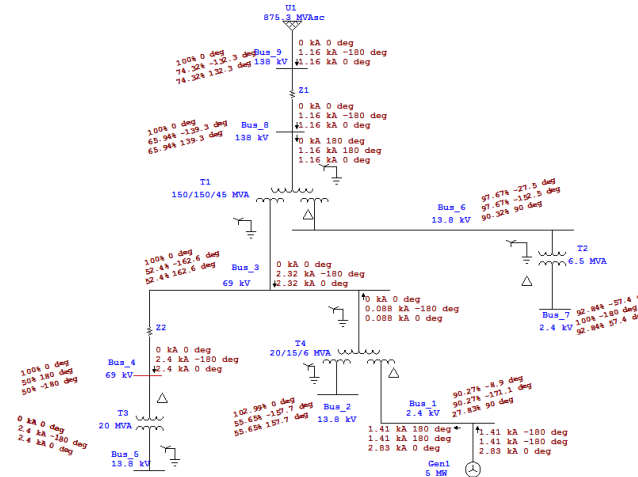 U1
875.3 MVAsc
100% 0 deg
74.32% -132.3 deg
74.32% 132.3 deg
Bus_9
138 kV
0 kA 0 deg
1.16 kA -180 deg
1.16 kA 0 deg
Z1
100% 0 deg
65.94% -139.3 deg
65.94% 139.3 deg
Bus_8
138 kV
0 kA 0 deg
1.16 kA -180 deg
1.16 kA 0 deg
0 kA 180 deg
1.16 kA 180 deg
1.16 kA 0 deg
T1
150/150/45 MVA
97.67% -27.5 deg
97.67% -152.5 deg
90.32% 90 deg
Bus_6
13.8 kV
T2
6.5 MVA
Bus_7
2.4 kV
92.84% -57.4
100% -180 deg
92.84% 57.4 d
100% 0 deg
52.4% -162.6 deg
52.4% 162.6 deg
Bus_3
69 kV
0 kA 0 deg
2.32 kA -180 deg
2.32 kA 0 deg
0 kA 0 deg
0.088 kA -180 deg
0.088 kA 0 deg
Z2
T4
20/15/6 MVA
100% 0 deg
50% 180 deg
50% -180 deg
Bus_4
69 kV
0 kA 0 deg
2.4 kA -180 deg
2.4 kA 0 deg
T3
20 MVA
0 kA 0 deg
2.4 kA -180 deg
2.4 kA 0 deg
Bus_5
13.8 kV
102.99% 0 deg
55.65% -157.7 deg
55.65% 157.7 deg
Bus_2
13.8 kV
90.27% -8.9 deg
90.27% -171.1 deg
27.83% 90 deg
Bus_1
2.4 kV
1.41 kA 180 deg
1.41 kA 180 deg
2.83 kA 0 deg
1.41 kA -180 deg
1.41 kA -180 deg
2.83 kA 0 deg
Gen1
5 MW